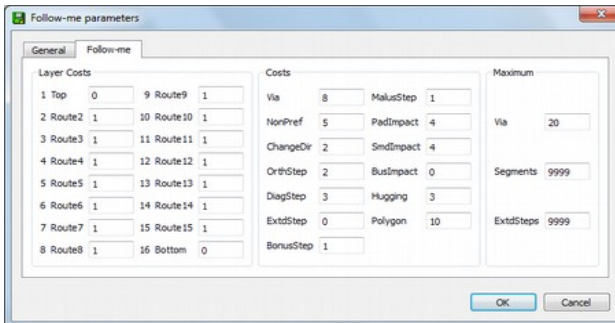 Follow-me parameters
General Follow-me
Layer Costs Costs Maximum
1 Top 0 9 Route9 1 Via 8 MalusStep 1
2 Route2 1 10 Route10 1 NonPref 5 PadImpact 4 Via 20
3 Route3 1 11 Route11 1 ChangeDir 2 SmdImpact 4
4 Route4 1 12 Route12 1 OrthStep 2 BusImpact 0 Segments 9999
5 Route5 1 13 Route13 1 DiagStep 3 Hugging 3
6 Route6 1 14 Route14 1 ExtdStep 0 Polygon 10 ExtdSteps 9999
7 Route7 1 15 Route15 1 BonusStep 1
8 Route8 1 16 Bottom 0
OK Cancel